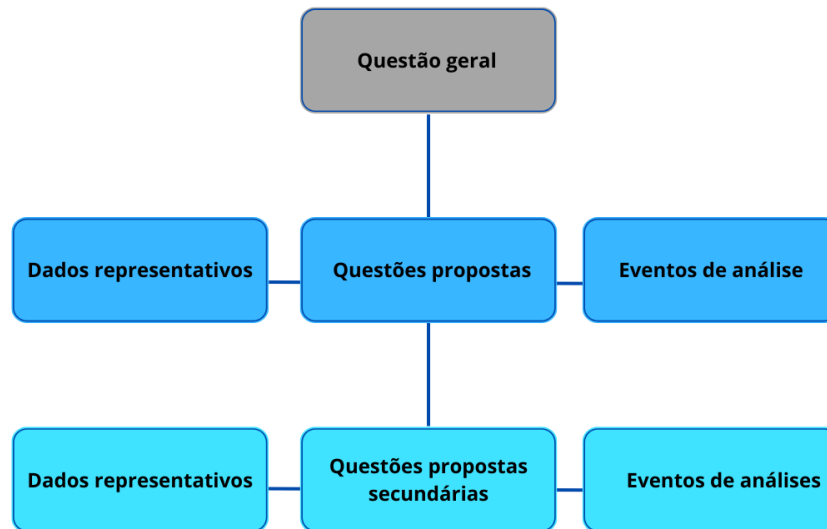 Questão geral
Dados representativos
Questões propostas
Eventos de análise
Dados representativos
Questões propostas
secundárias
Eventos de análises